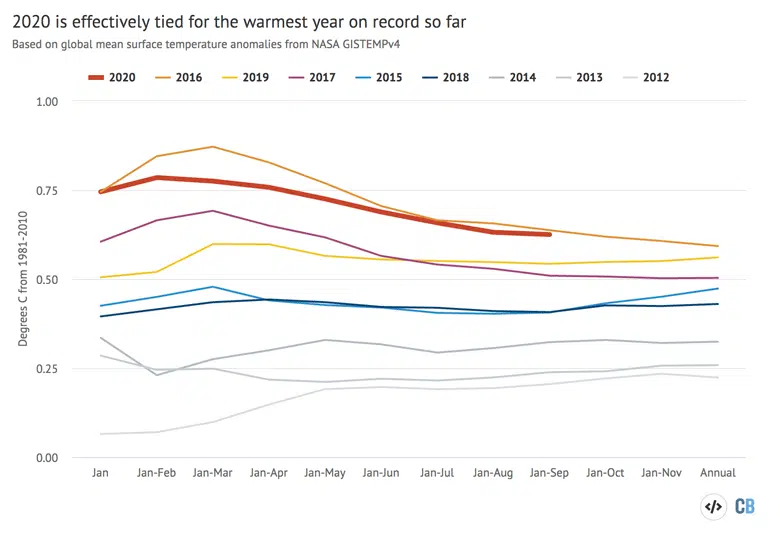 2020 is effectively tied for the warmest year on record so far
Based on global mean surface temperature anomalies from NASA GISTEMPv4
2020 2016 2019 2017 2015 2018 2014 2013 2012
1.00
0.75
0.50
0.25
0.00
Degrees C from 1981-2010
Jan Jan-Feb Jan-Mar Jan-Apr Jan-May Jan-Jun Jan-Jul Jan-Aug Jan-Sep Jan-Oct Jan-Nov Annual
</> CB